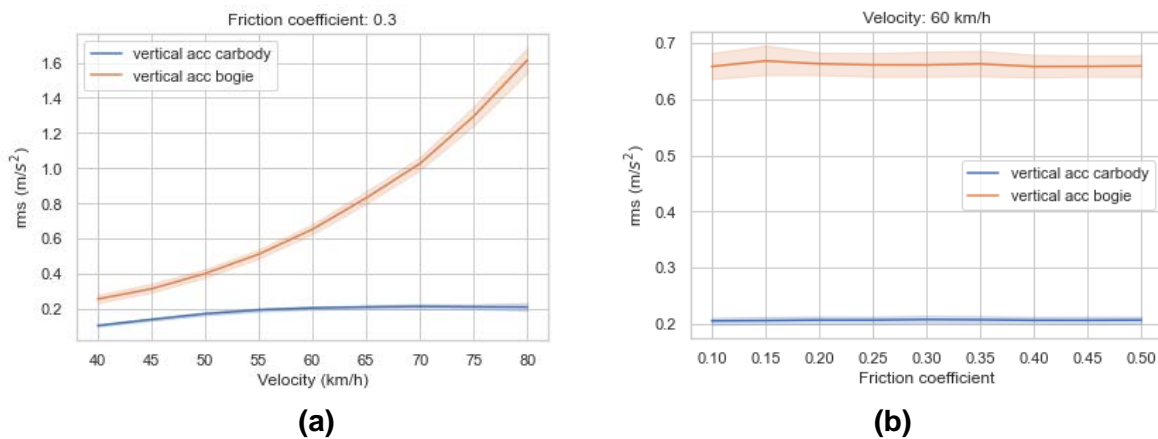 Friction coefficient: 0.3
vertical acc carbody
vertical acc bogie
rms (m/s²)
1.6
1.4
1.2
1.0
0.8
0.6
0.4
0.2
40 45 50 55 60 65 70 75 80
Velocity (km/h)
(a)
Velocity: 60 km/h
rms (m/s²)
0.7
0.6
0.5
0.4
0.3
0.2
vertical acc carbody
vertical acc bogie
0.10 0.15 0.20 0.25 0.30 0.35 0.40 0.45 0.50
Friction coefficient
(b)